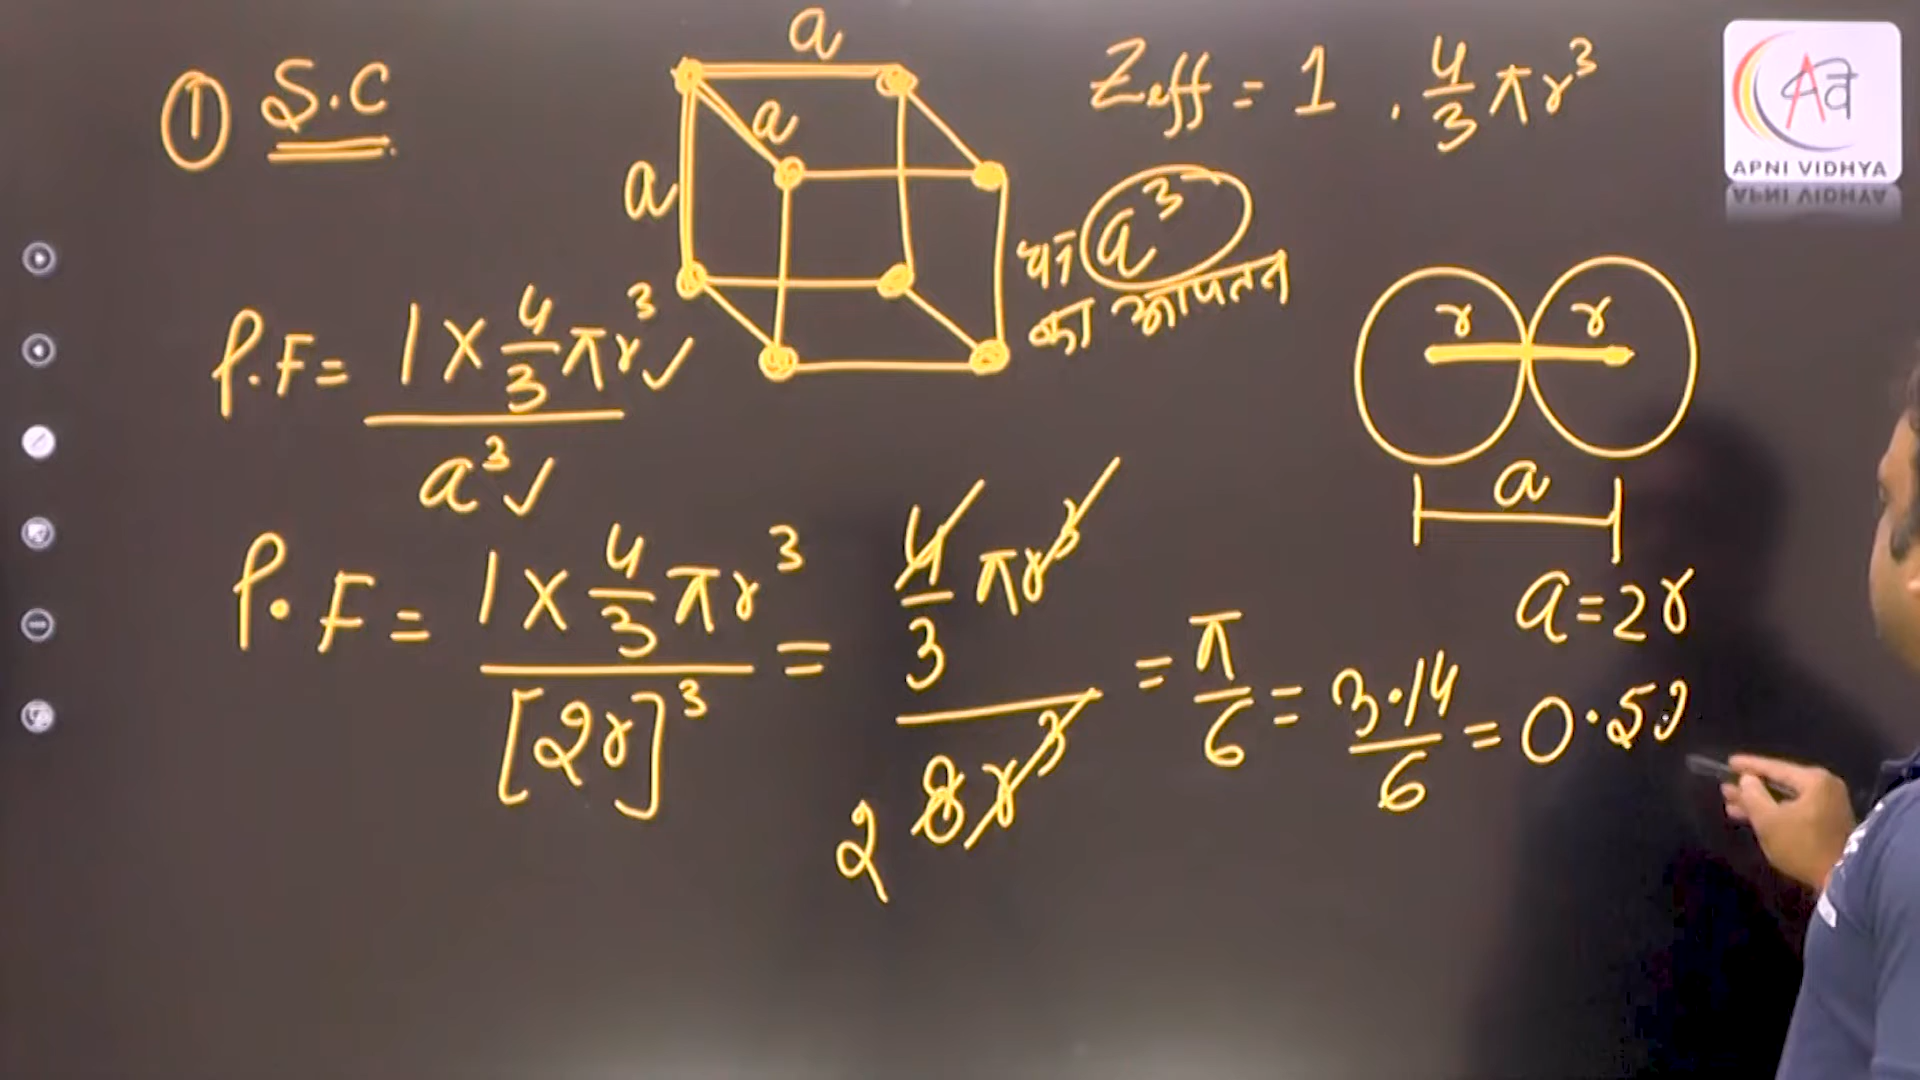 ① S.C
a
a
a
Zeff = 1 . 4/3 πr³
APNI VIDHYA
a³
का आयतन
P.F = 1 × 4/3 πr³ ✓ / a³ ✓
r r
a
a = 2r
P.F = 1 × 4/3 πr³ / [2r]³ = 4/3 πr³ / 8r³ = π/6 = 3.14/6 = 0.52
2